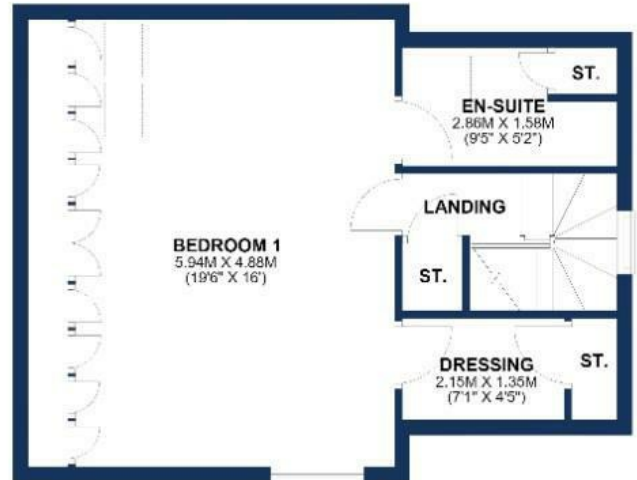 ST.
EN-SUITE
2.86M X 1.58M
(9'5" X 5'2")
LANDING
BEDROOM 1
5.94M X 4.88M
(19'6" X 16')
ST.
DRESSING
2.15M X 1.35M
(7'1" X 4'5")
ST.